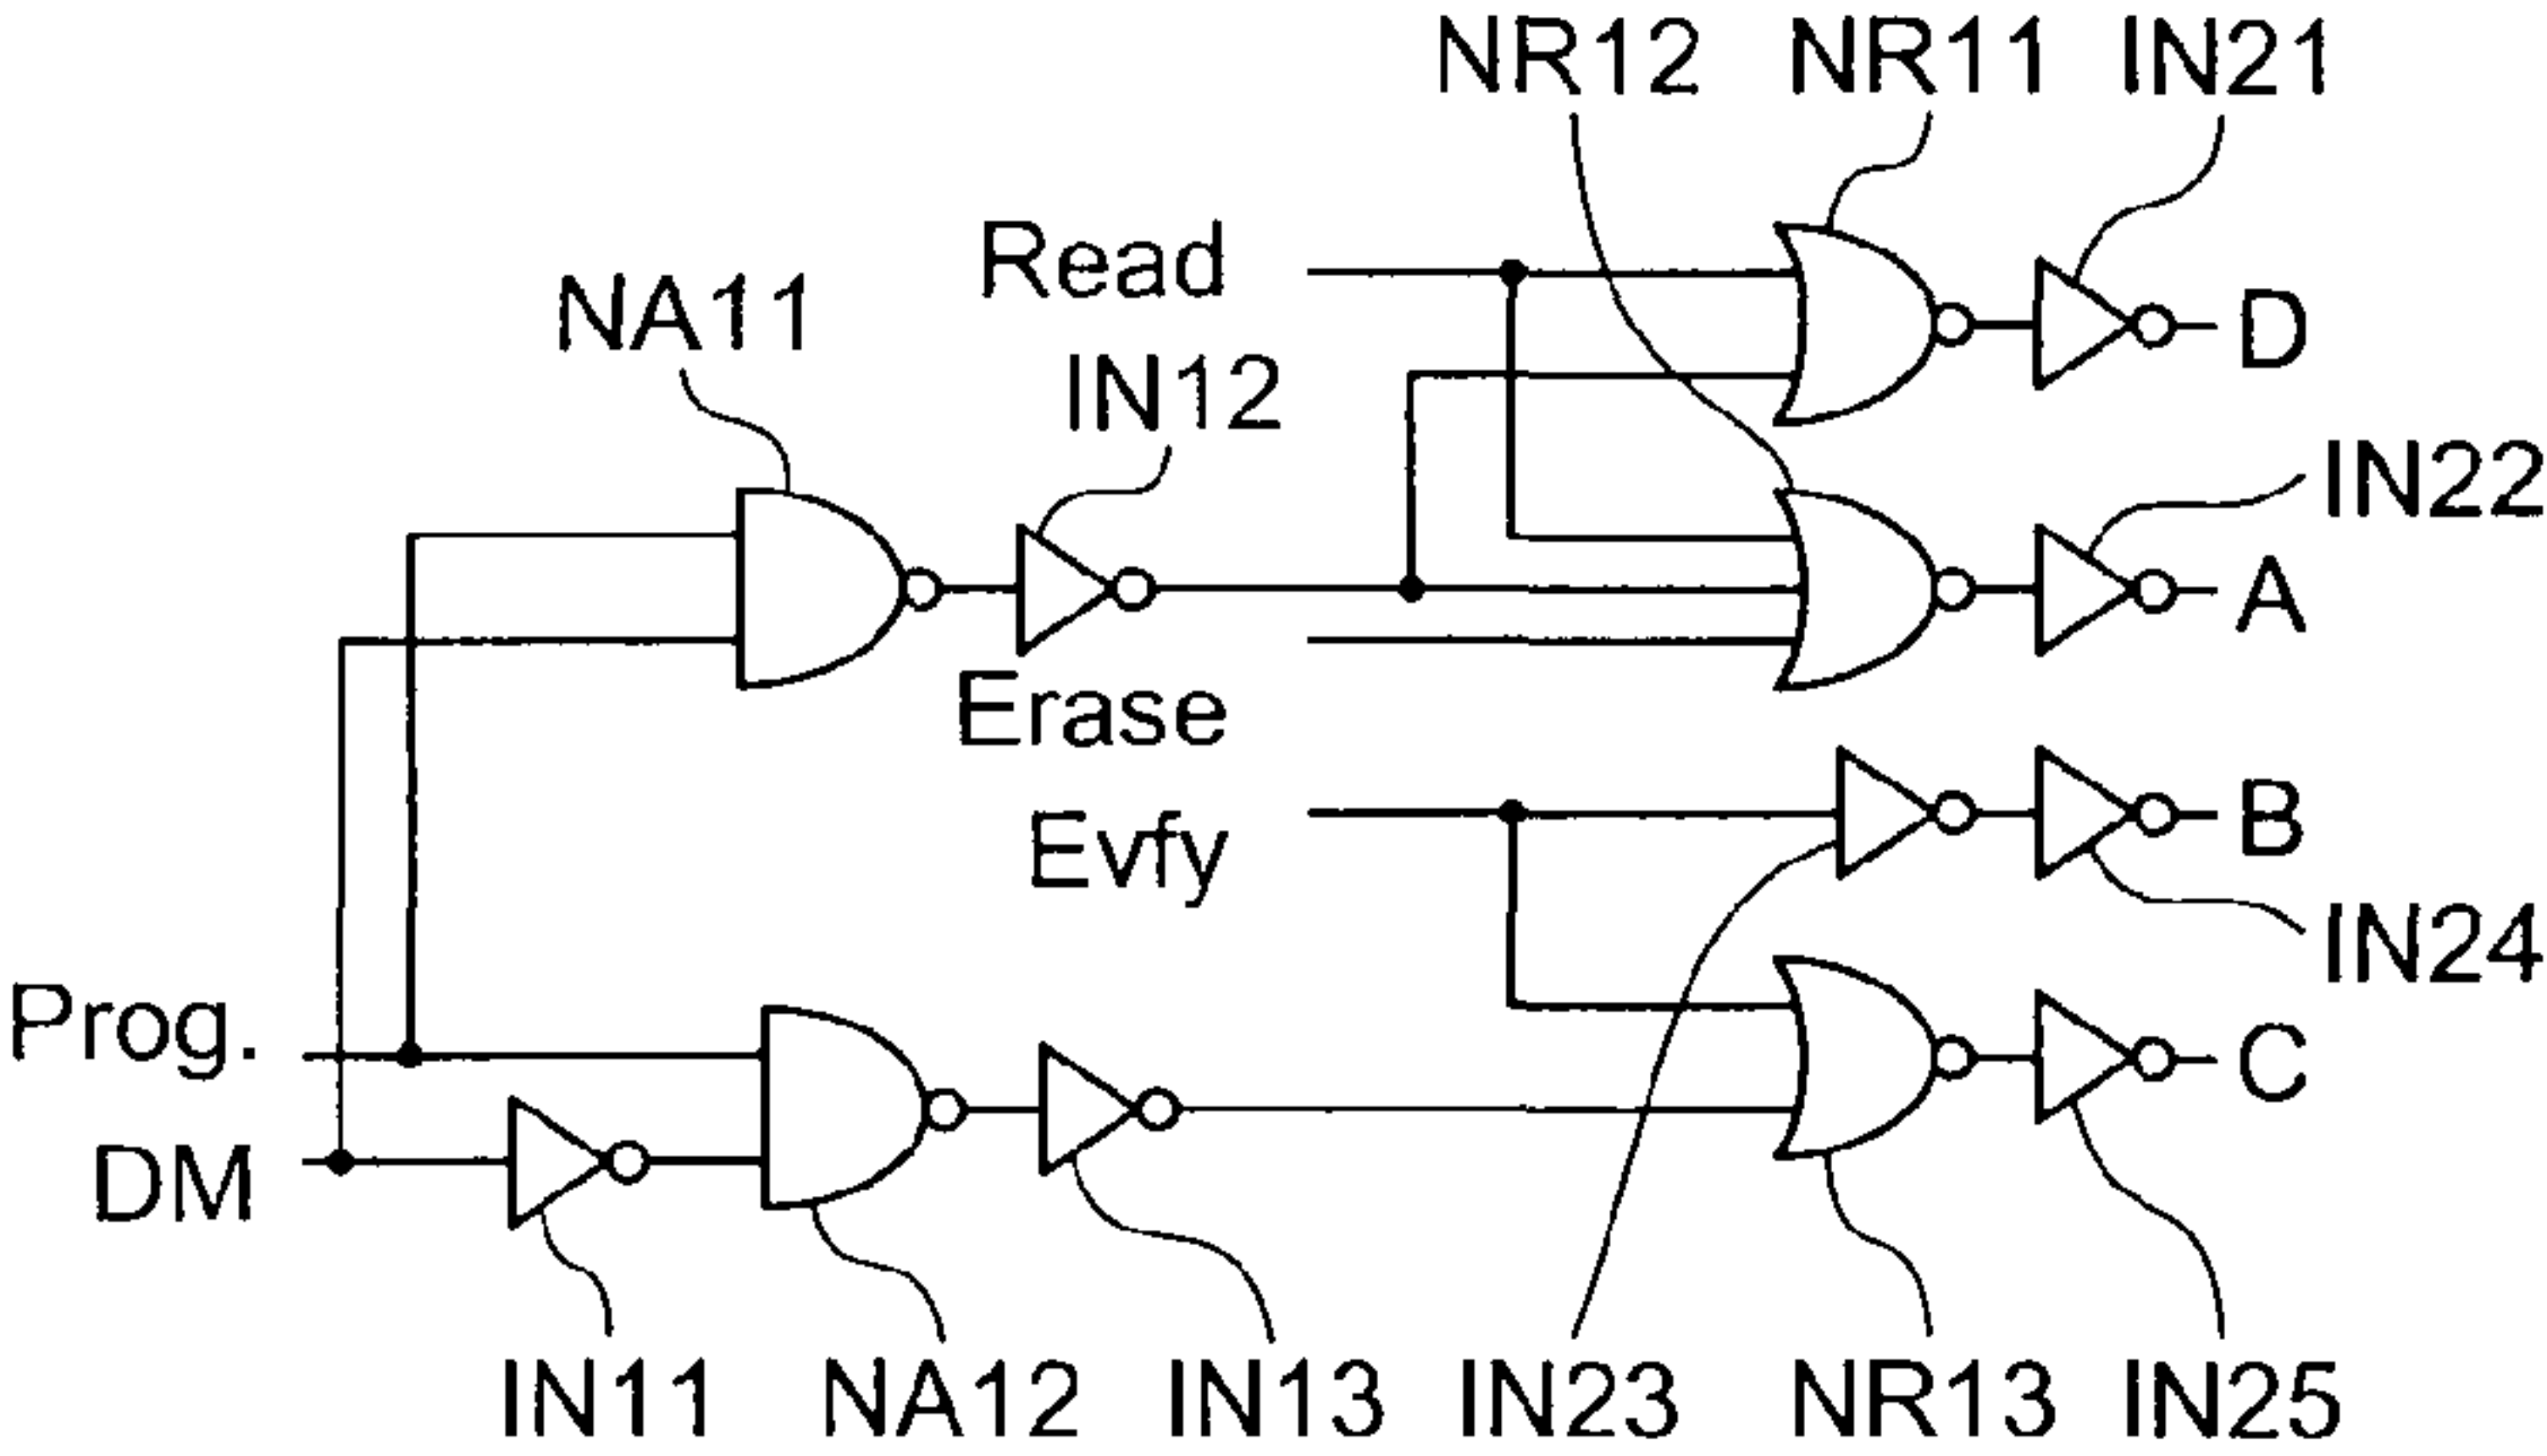 NR12 NR11 IN21
Read
NA11
D
IN12
IN22
A
Erase
B
Evfy
IN24
Prog.
C
DM
IN11 NA12 IN13 IN23 NR13 IN25